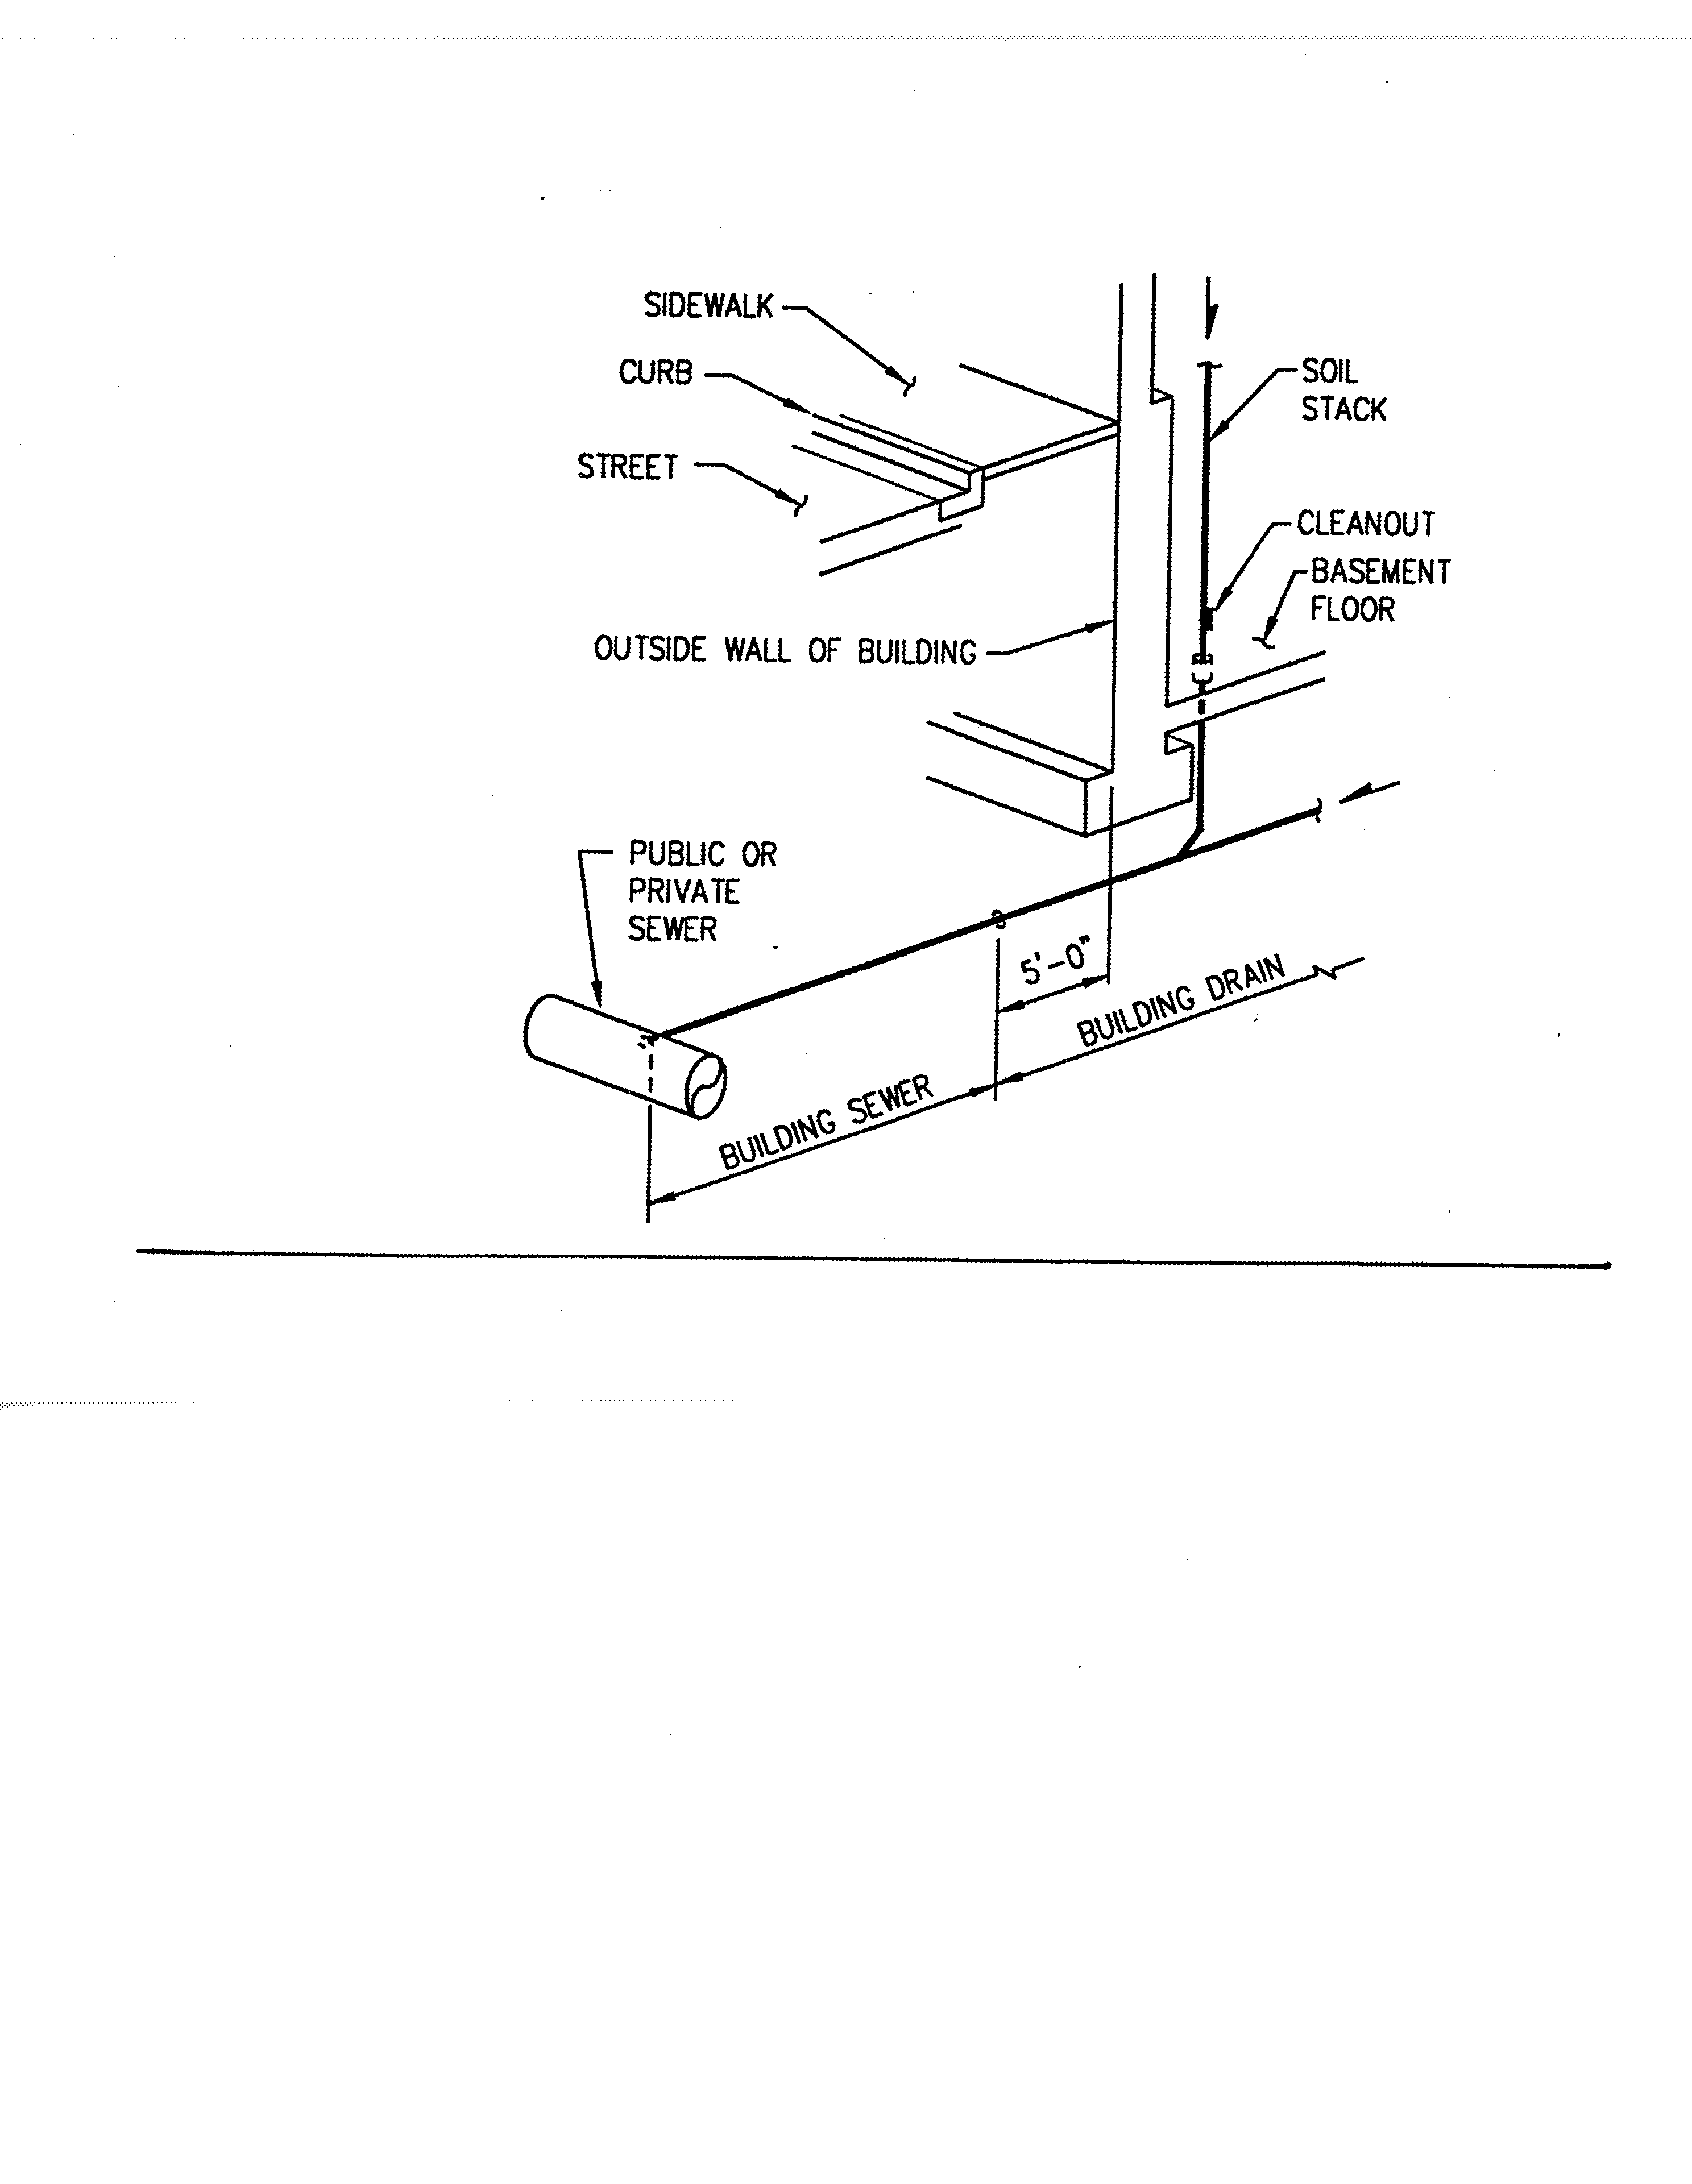 SIDEWALK
CURB
STREET
SOIL
STACK
CLEANOUT
BASEMENT
FLOOR
OUTSIDE WALL OF BUILDING
PUBLIC OR
PRIVATE
SEWER
5'-0"
BUILDING DRAIN
BUILDING SEWER